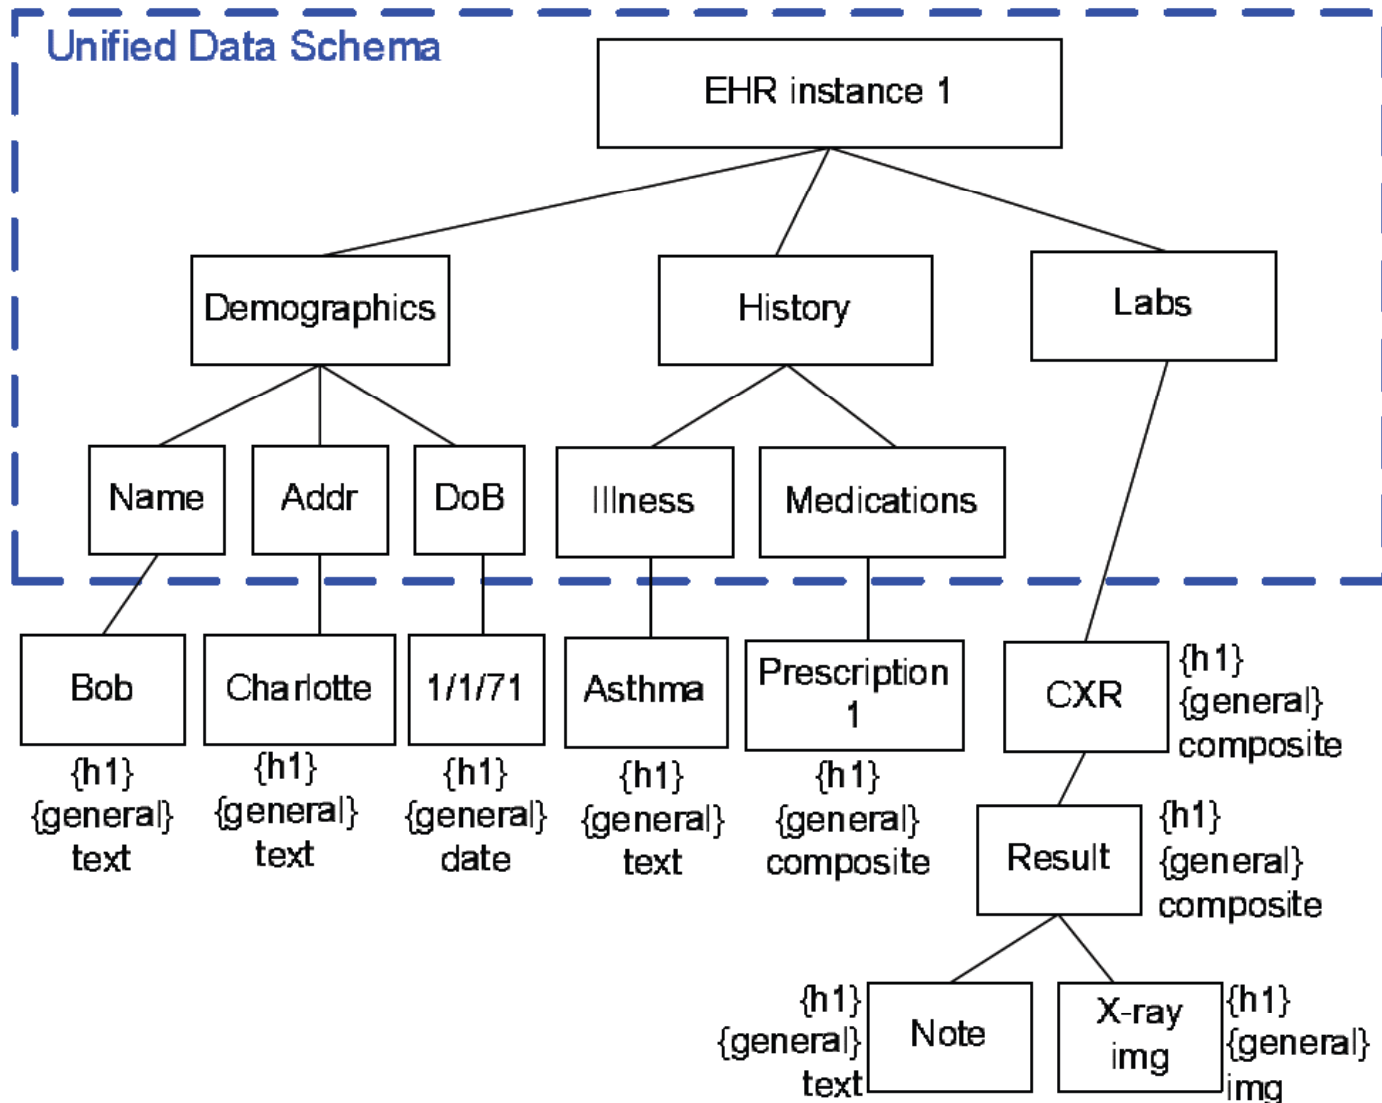 Unified Data Schema
EHR instance 1
Demographics
History
Labs
Name
Addr
DoB
Illness
Medications
Bob
{h1}
{general}
text
Charlotte
{h1}
{general}
text
1/1/71
{h1}
{general}
date
Asthma
{h1}
{general}
text
Prescription
1
{h1}
{general}
composite
CXR
{h1}
{general}
composite
Result
{h1}
{general}
composite
{h1}
{general}
text
Note
X-ray
img
{h1}
{general}
img